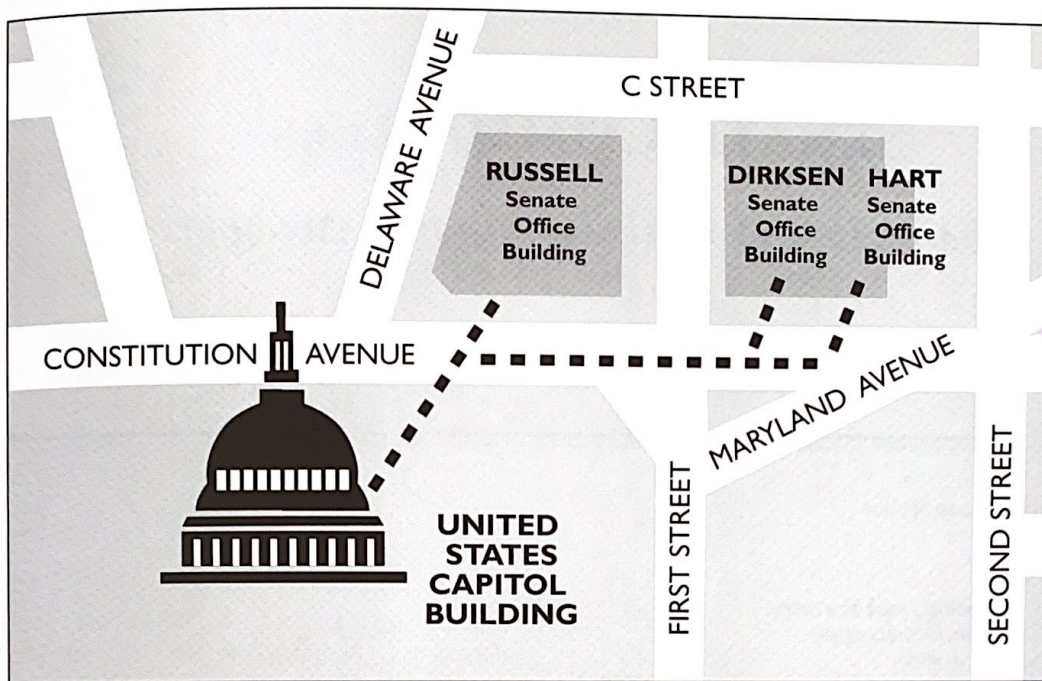 C STREET
DELAWARE AVENUE
RUSSELL
Senate
Office
Building
DIRKSEN
Senate
Office
Building
HART
Senate
Office
Building
CONSTITUTION AVENUE
MARYLAND AVENUE
UNITED
STATES
CAPITOL
BUILDING
FIRST STREET
SECOND STREET